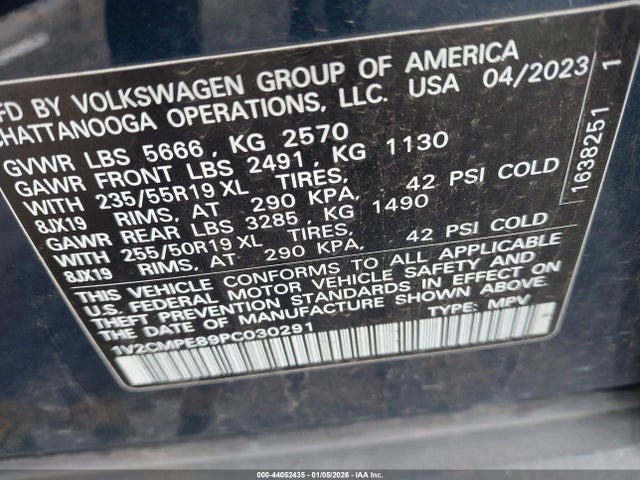 MFD BY VOLKSWAGEN GROUP OF AMERICA
CHATTANOOGA OPERATIONS, LLC. USA 04/2023
GVWR LBS 5666, KG 2570
GAWR FRONT LBS 2491, KG 1130
WITH 235/55R19 XL TIRES,
8JX19 RIMS, AT 290 KPA, 42 PSI COLD
GAWR REAR LBS 3285, KG 1490
WITH 255/50R19 XL TIRES,
8JX19 RIMS, AT 290 KPA, 42 PSI COLD
THIS VEHICLE CONFORMS TO ALL APPLICABLE
U.S. FEDERAL MOTOR VEHICLE SAFETY AND
THEFT PREVENTION STANDARDS IN EFFECT ON
DATE OF MANUFACTURE SHOWN ABOVE.
1V2CMPE89PC030291 TYPE: MPV
1638251 1
000-44052435 - 01/05/2026 - IAA Inc.